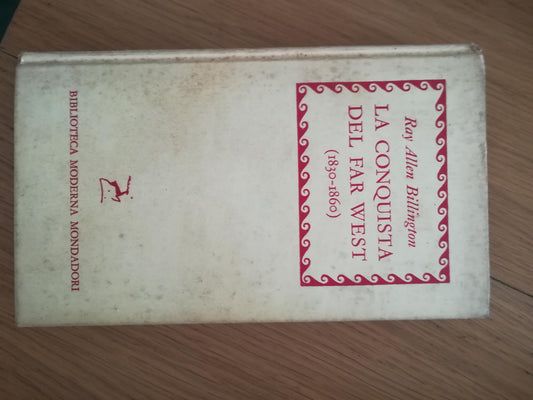 Ray Allen Billington
LA CONQUISTA
DEL FAR WEST
(1830-1860)
BIBLIOTECA MODERNA MONDADORI